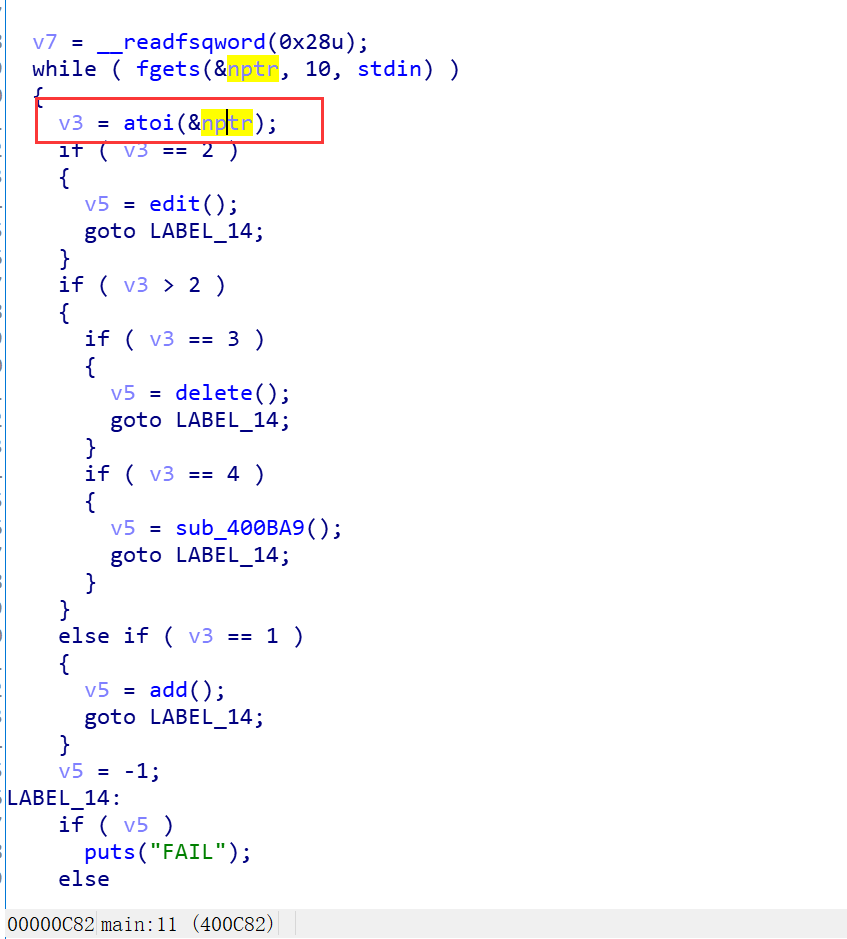 v7 = __readfsqword(0x28u);
while ( fgets(&nptr, 10, stdin) )
{
v3 = atoi(&nptr);
if ( v3 == 2 )
{
v5 = edit();
goto LABEL_14;
}
if ( v3 > 2 )
{
if ( v3 == 3 )
{
v5 = delete();
goto LABEL_14;
}
if ( v3 == 4 )
{
v5 = sub_400BA9();
goto LABEL_14;
}
}
else if ( v3 == 1 )
{
v5 = add();
goto LABEL_14;
}
v5 = -1;
LABEL_14:
if ( v5 )
puts("FAIL");
else
00000C82 main:11 (400C82)